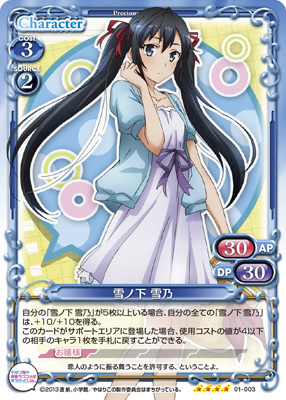 Precious
Character
COST
3
SOURCE
2
30 AP
DP 30
雪ノ下 雪乃
自分の「雪ノ下 雪乃」が5枚以上いる場合、自分の全ての「雪ノ下 雪乃」
は、+10/+10を得る。
このカードがサポートエリアに登場した場合、使用コストの値が4以下
の相手のキャラ1枚を手札に戻すことができる。
お嬢様
恋人のように振る舞うことを許可する、ということよ。
©2013 渡 航、小学館／やはりこの製作委員会はまちがっている。
01-003